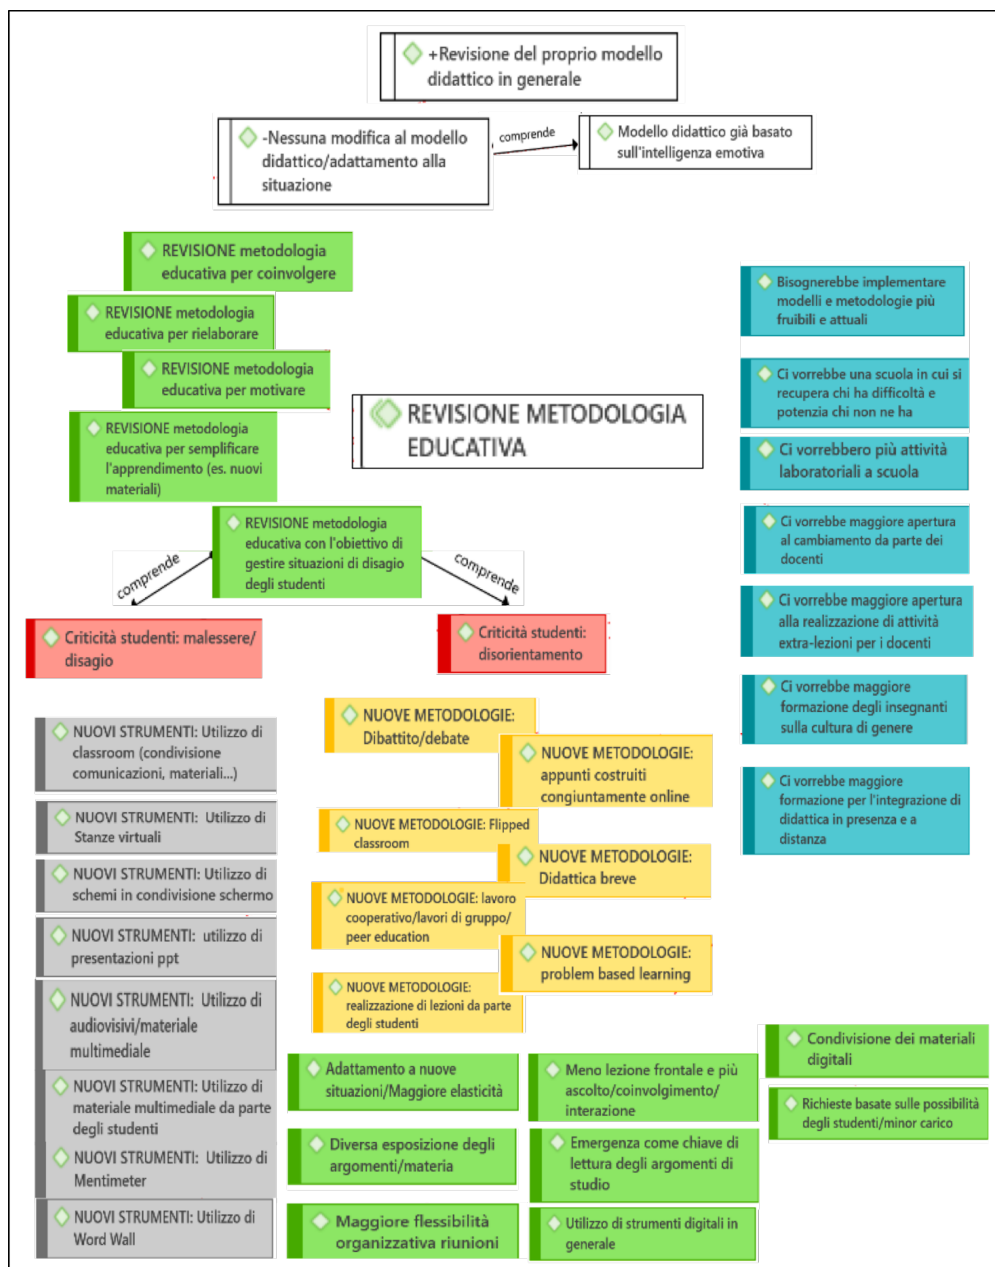 +Revisione del proprio modello
didattico in generale
-Nessuna modifica al modello
didattico/adattamento alla
situazione
comprende
Modello didattico già basato
sull'intelligenza emotiva
REVISIONE metodologia
educativa per coinvolgere
REVISIONE metodologia
educativa per rielaborare
REVISIONE metodologia
educativa per motivare
REVISIONE metodologia
educativa per semplificare
l'apprendimento (es. nuovi
materiali)
REVISIONE METODOLOGIA
EDUCATIVA
REVISIONE metodologia
educativa con l'obiettivo di
gestire situazioni di disagio
degli studenti
comprende
comprende
Criticità studenti: malessere/
disagio
Criticità studenti:
disorientamento
Bisognerebbe implementare
modelli e metodologie più
fruibili e attuali
Ci vorrebbe una scuola in cui si
recupera chi ha difficoltà e
potenzia chi non ne ha
Ci vorrebbero più attività
laboratoriali a scuola
Ci vorrebbe maggiore apertura
al cambiamento da parte dei
docenti
Ci vorrebbe maggiore apertura
alla realizzazione di attività
extra-lezioni per i docenti
Ci vorrebbe maggiore
formazione degli insegnanti
sulla cultura di genere
Ci vorrebbe maggiore
formazione per l'integrazione di
didattica in presenza e a
distanza
NUOVI STRUMENTI: Utilizzo di
classroom (condivisione
comunicazioni, materiali...)
NUOVI STRUMENTI: Utilizzo di
Stanze virtuali
NUOVI STRUMENTI: Utilizzo di
schemi in condivisione schermo
NUOVI STRUMENTI: utilizzo di
presentazioni ppt
NUOVI STRUMENTI: Utilizzo di
audiovisivi/materiale
multimediale
NUOVI STRUMENTI: Utilizzo di
materiale multimediale da parte
degli studenti
NUOVI STRUMENTI: Utilizzo di
Mentimeter
NUOVI STRUMENTI: Utilizzo di
Word Wall
NUOVE METODOLOGIE:
Dibattito/debate
NUOVE METODOLOGIE:
appunti costruiti
congiuntamente online
NUOVE METODOLOGIE: Flipped
classroom
NUOVE METODOLOGIE:
Didattica breve
NUOVE METODOLOGIE: lavoro
cooperativo/lavori di gruppo/
peer education
NUOVE METODOLOGIE:
problem based learning
NUOVE METODOLOGIE:
realizzazione di lezioni da parte
degli studenti
Adattamento a nuove
situazioni/Maggiore elasticità
Diversa esposizione degli
argomenti/materia
Maggiore flessibilità
organizzativa riunioni
Meno lezione frontale e più
ascolto/coinvolgimento/
interazione
Emergenza come chiave di
lettura degli argomenti di
studio
Utilizzo di strumenti digitali in
generale
Condivisione dei materiali
digitali
Richieste basate sulle possibilità
degli studenti/minor carico